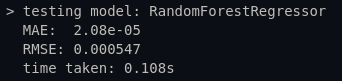 > testing model: RandomForestRegressor
MAE:  2.08e-05
RMSE: 0.000547
time taken: 0.108s